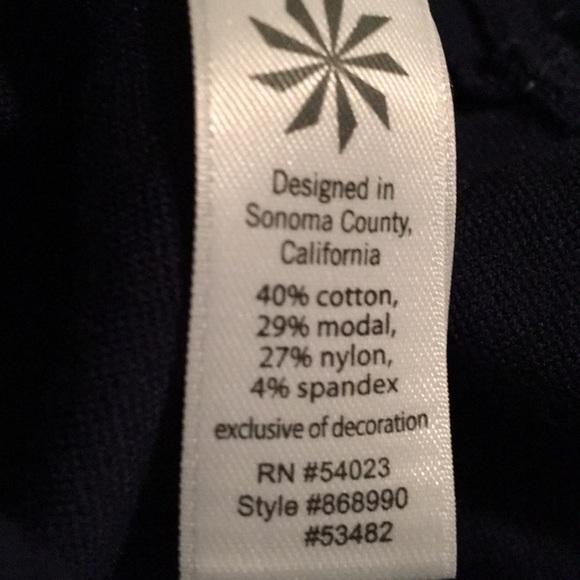 Designed in
Sonoma County,
California
40% cotton,
29% modal,
27% nylon,
4% spandex
exclusive of decoration
RN #54023
Style #868990
#53482